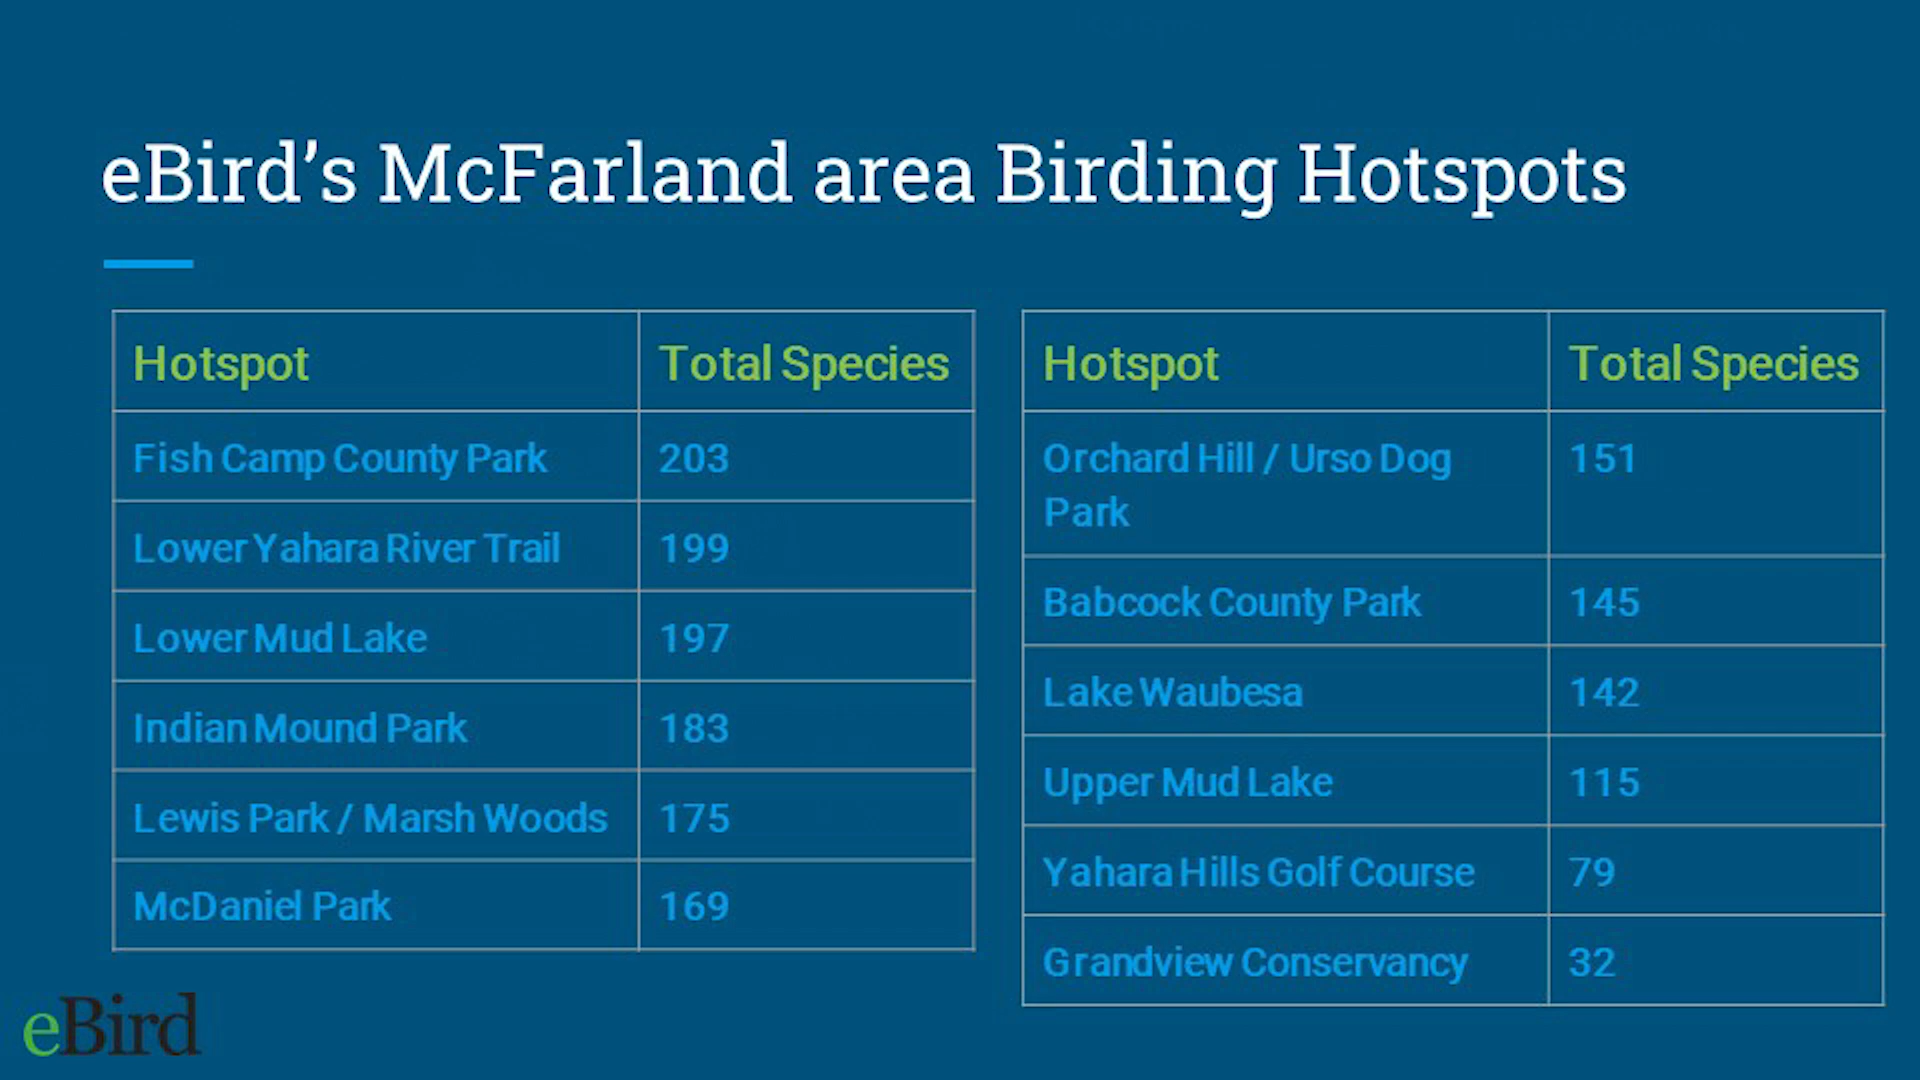 eBird’s McFarland area Birding Hotspots
Hotspot Total Species
Fish Camp County Park 203
Lower Yahara River Trail 199
Lower Mud Lake 197
Indian Mound Park 183
Lewis Park / Marsh Woods 175
McDaniel Park 169
Hotspot Total Species
Orchard Hill / Urso Dog 151
Park
Babcock County Park 145
Lake Waubesa 142
Upper Mud Lake 115
Yahara Hills Golf Course 79
Grandview Conservancy 32
eBird